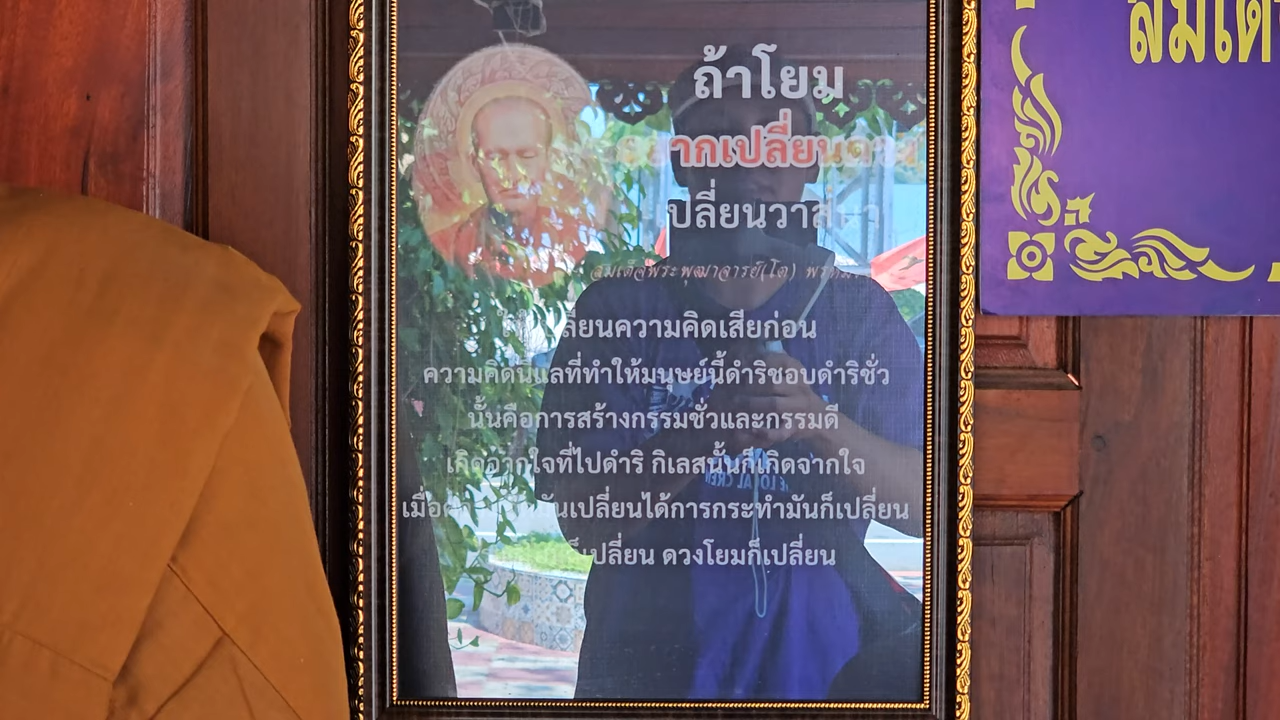 ถ้าโยม
อยากเปลี่ยนดวง
เปลี่ยนวาสนา
สมเด็จพระพุฒาจารย์(โต) พรหม
เปลี่ยนความคิดเสียก่อน
ความคิดนี้แลที่ทำให้มนุษย์นี้ดำริชอบดำริชั่ว
นั้นคือการสร้างกรรมชั่วและกรรมดี
เกิดจากใจที่ไปดำริ กิเลสนั้นก็เกิดจากใจ
เมื่อ มันเปลี่ยนได้การกระทำมันก็เปลี่ยน
ก็เปลี่ยน ดวงโยมก็เปลี่ยน
สมเด็จ